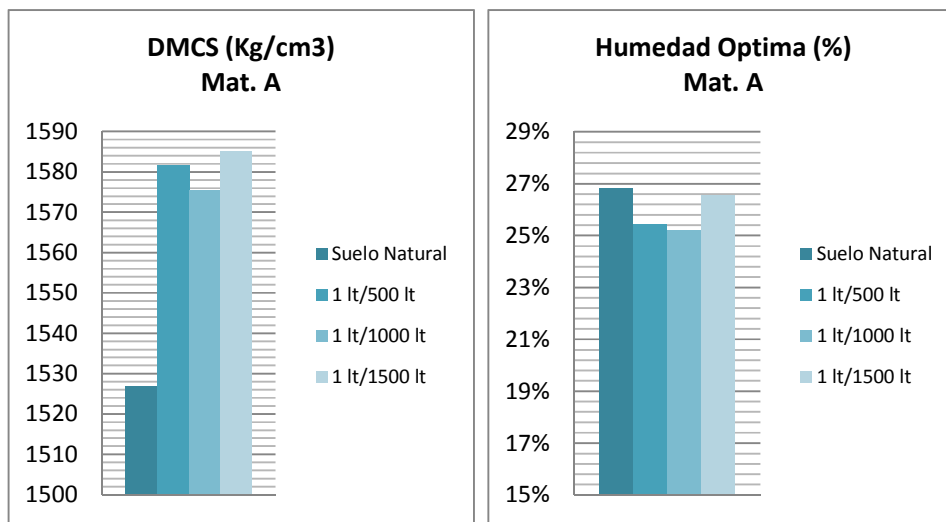 DMCS (Kg/cm3)
Mat. A
1590
1580
1570
1560
1550
1540
1530
1520
1510
1500
Suelo Natural
1 lt/500 lt
1 lt/1000 lt
1 lt/1500 lt
Humedad Optima (%)
Mat. A
29%
27%
25%
23%
21%
19%
17%
15%
Suelo Natural
1 lt/500 lt
1 lt/1000 lt
1 lt/1500 lt